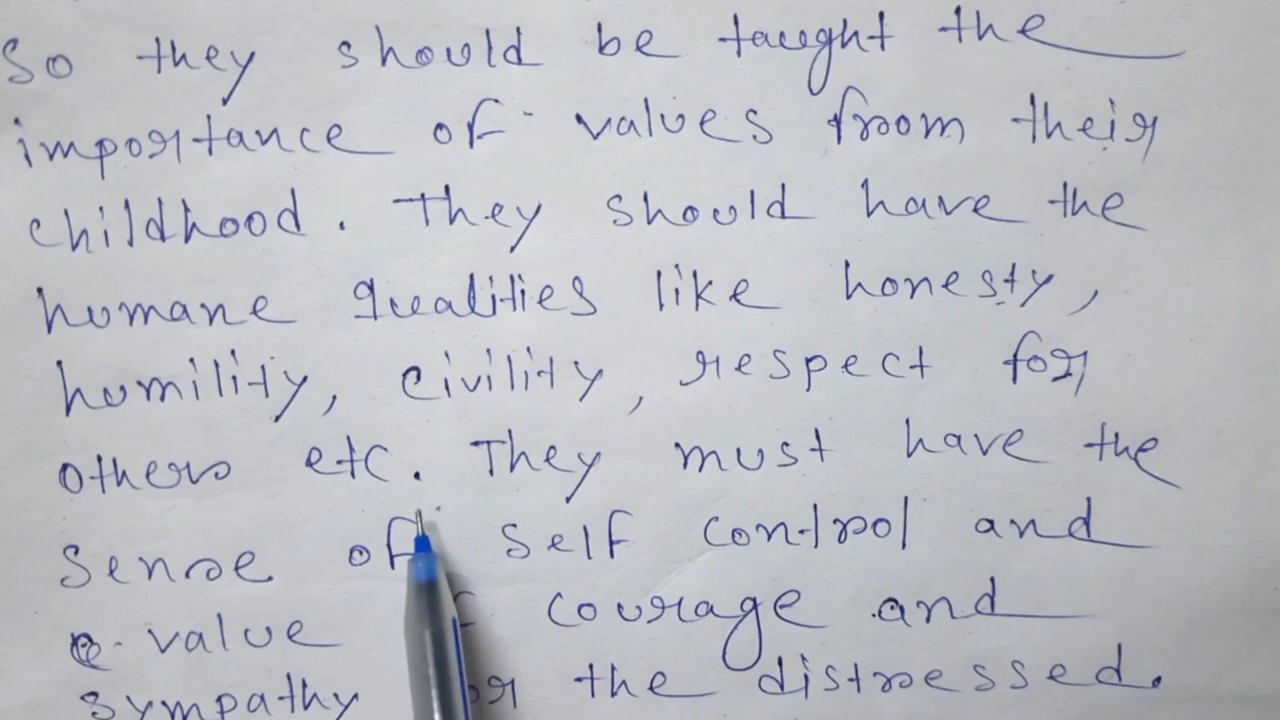 So they should be taught the
importance of values from their
childhood. They should have the
humane qualities like honesty,
humility, civility, respect for
others etc. They must have the
sense of self control and
value of courage and
sympathy for the distressed.